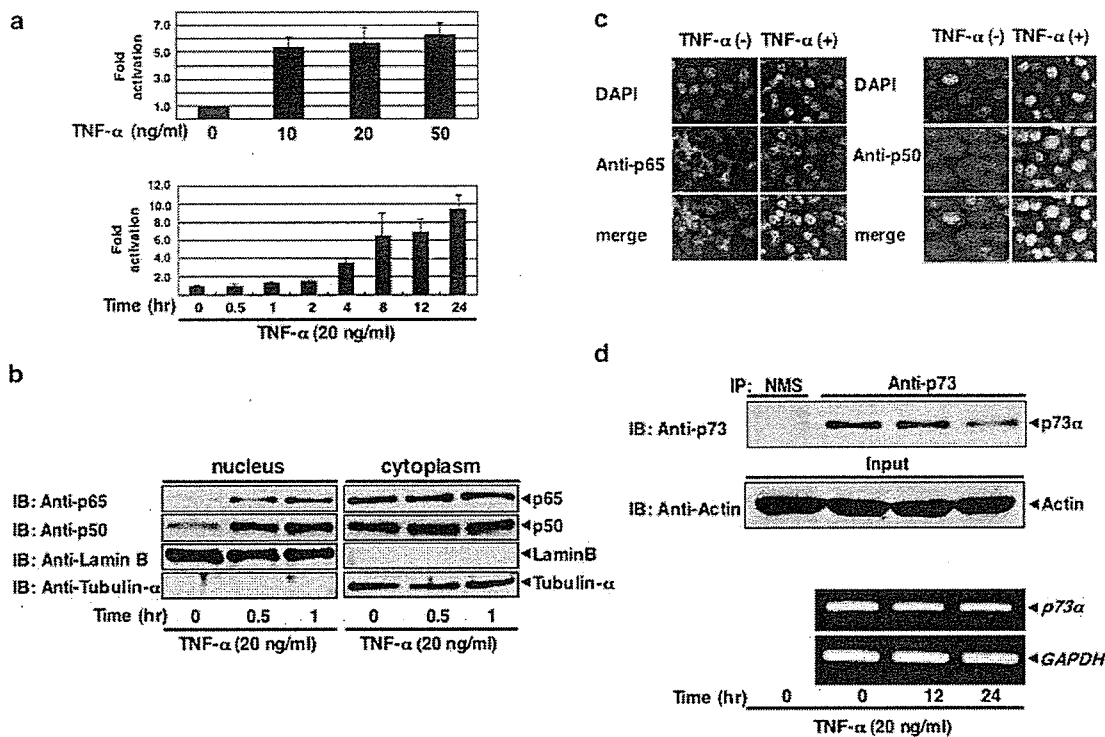 a
7.0
5.0
3.0
1.0
Fold activation
TNF-α (ng/ml)
0 10 20 50
12.0
10.0
8.0
6.0
4.0
2.0
Fold activation
Time (hr) 0 0.5 1 2 4 8 12 24
TNF-α (20 ng/ml)
b
nucleus cytoplasm
IB: Anti-p65 p65
IB: Anti-p50 p50
IB: Anti-Lamin B LaminB
IB: Anti-Tubulin-α Tubulin-α
Time (hr) 0 0.5 1 0 0.5 1
TNF-α (20 ng/ml) TNF-α (20 ng/ml)
c
TNF-α (-) TNF-α (+) TNF-α (-) TNF-α (+)
DAPI DAPI
Anti-p65 Anti-p50
merge merge
d
IP: NMS Anti-p73
IB: Anti-p73 p73α
Input
IB: Anti-Actin Actin
p73α
GAPDH
Time (hr) 0 0 12 24
TNF-α (20 ng/ml)